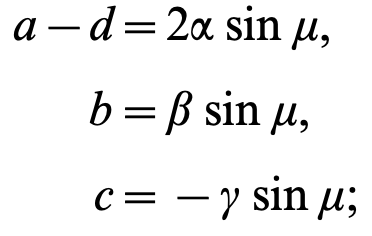 a − d = 2α sin μ,
b = β sin μ,
c = − γ sin μ;